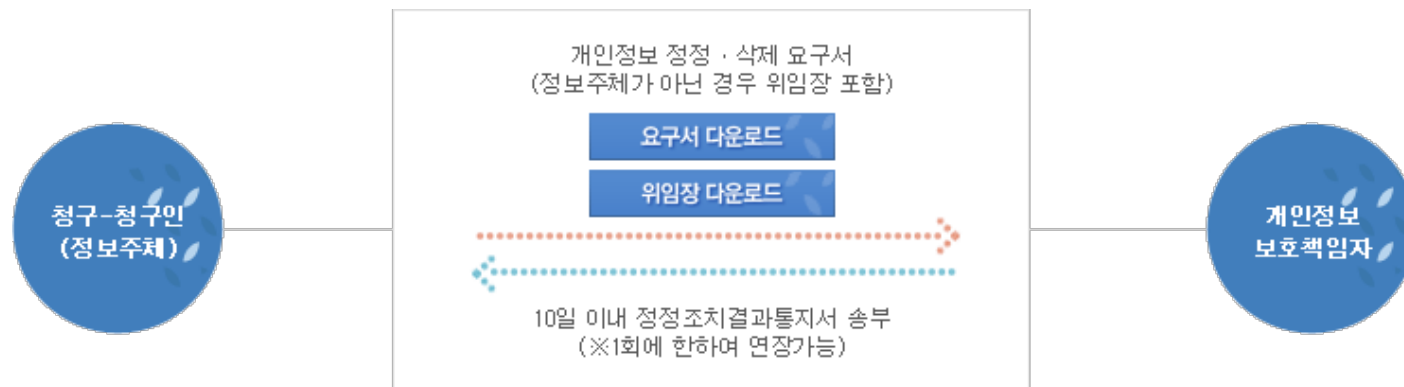 개인정보 정정 · 삭제 요구서
(정보주체가 아닌 경우 위임장 포함)
요구서 다운로드
위임장 다운로드
청구-청구인
(정보주체)
개인정보
보호책임자
10일 이내 정정조치결과통지서 송부
(※1회에 한하여 연장가능)